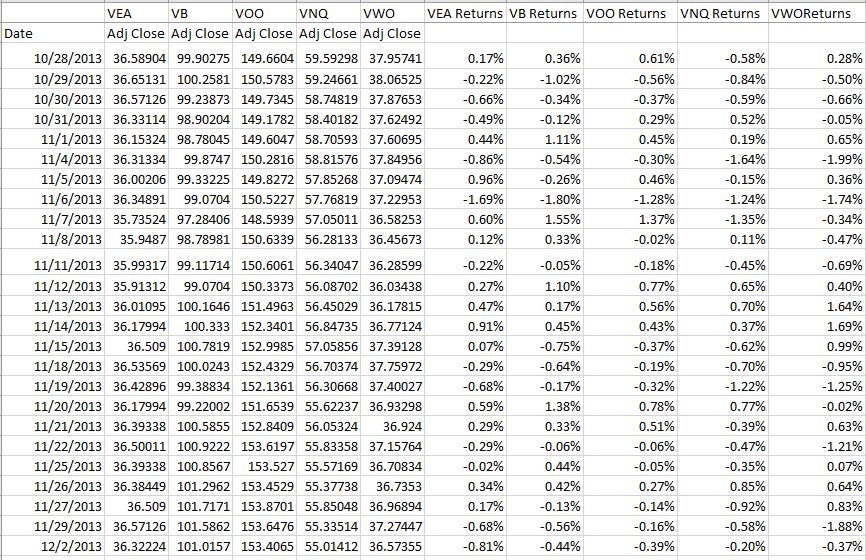 VEA VB VOO VNQ VWO VEA Returns VB Returns VOO Returns VNQ Returns VWOReturns
Date Adj Close Adj Close Adj Close Adj Close Adj Close
10/28/2013 36.58904 99.90275 149.6604 59.59298 37.95741 0.17% 0.36% 0.61% -0.58% 0.28%
10/29/2013 36.65131 100.2581 150.5783 59.24661 38.06525 -0.22% -1.02% -0.56% -0.84% -0.50%
10/30/2013 36.57126 99.23873 149.7345 58.74819 37.87653 -0.66% -0.34% -0.37% -0.59% -0.66%
10/31/2013 36.33114 98.90204 149.1782 58.40182 37.62492 -0.49% -0.12% 0.29% 0.52% -0.05%
11/1/2013 36.15324 98.78045 149.6047 58.70593 37.60695 0.44% 1.11% 0.45% 0.19% 0.65%
11/4/2013 36.31334 99.8747 150.2816 58.81576 37.84956 -0.86% -0.54% -0.30% -1.64% -1.99%
11/5/2013 36.00206 99.33225 149.8272 57.85268 37.09474 0.96% -0.26% 0.46% -0.15% 0.36%
11/6/2013 36.34891 99.0704 150.5227 57.76819 37.22953 -1.69% -1.80% -1.28% -1.24% -1.74%
11/7/2013 35.73524 97.28406 148.5939 57.05011 36.58253 0.60% 1.55% 1.37% -1.35% -0.34%
11/8/2013 35.9487 98.78981 150.6339 56.28133 36.45673 0.12% 0.33% -0.02% 0.11% -0.47%
11/11/2013 35.99317 99.11714 150.6061 56.34047 36.28599 -0.22% -0.05% -0.18% -0.45% -0.69%
11/12/2013 35.91312 99.0704 150.3373 56.08702 36.03438 0.27% 1.10% 0.77% 0.65% 0.40%
11/13/2013 36.01095 100.1646 151.4963 56.45029 36.17815 0.47% 0.17% 0.56% 0.70% 1.64%
11/14/2013 36.17994 100.333 152.3401 56.84735 36.77124 0.91% 0.45% 0.43% 0.37% 1.69%
11/15/2013 36.509 100.7819 152.9985 57.05856 37.39128 0.07% -0.75% -0.37% -0.62% 0.99%
11/18/2013 36.53569 100.0243 152.4329 56.70374 37.75972 -0.29% -0.64% -0.19% -0.70% -0.95%
11/19/2013 36.42896 99.38834 152.1361 56.30668 37.40027 -0.68% -0.17% -0.32% -1.22% -1.25%
11/20/2013 36.17994 99.22002 151.6539 55.62237 36.93298 0.59% 1.38% 0.78% 0.77% -0.02%
11/21/2013 36.39338 100.5855 152.8409 56.05324 36.924 0.29% 0.33% 0.51% -0.39% 0.63%
11/22/2013 36.50011 100.9222 153.6197 55.83358 37.15764 -0.29% -0.06% -0.06% -0.47% -1.21%
11/25/2013 36.39338 100.8567 153.527 55.57169 36.70834 -0.02% 0.44% -0.05% -0.35% 0.07%
11/26/2013 36.38449 101.2962 153.4529 55.37738 36.7353 0.34% 0.42% 0.27% 0.85% 0.64%
11/27/2013 36.509 101.7171 153.8701 55.85048 36.96894 0.17% -0.13% -0.14% -0.92% 0.83%
11/29/2013 36.57126 101.5862 153.6476 55.33514 37.27447 -0.68% -0.56% -0.16% -0.58% -1.88%
12/2/2013 36.32224 101.0157 153.4065 55.01412 36.57355 -0.81% -0.44% -0.39% -0.20% -0.37%